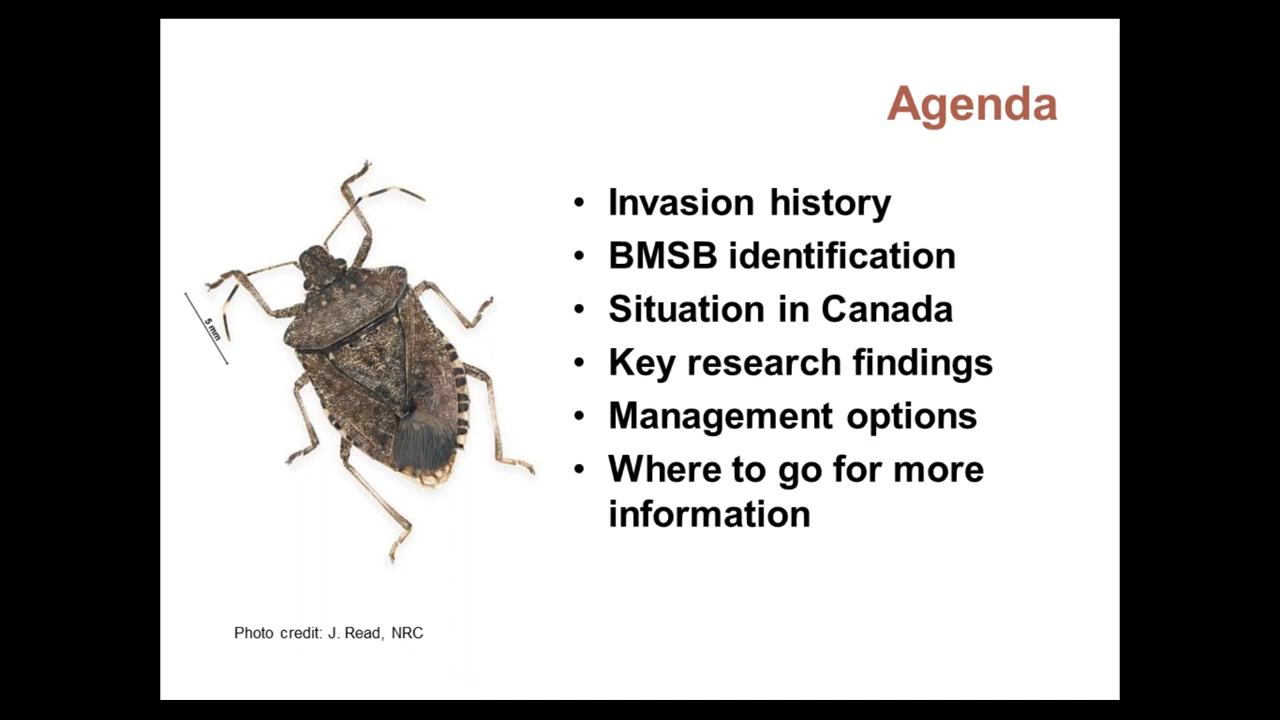 Agenda
• Invasion history
• BMSB identification
• Situation in Canada
• Key research findings
• Management options
• Where to go for more
information
5 mm
Photo credit: J. Read, NRC